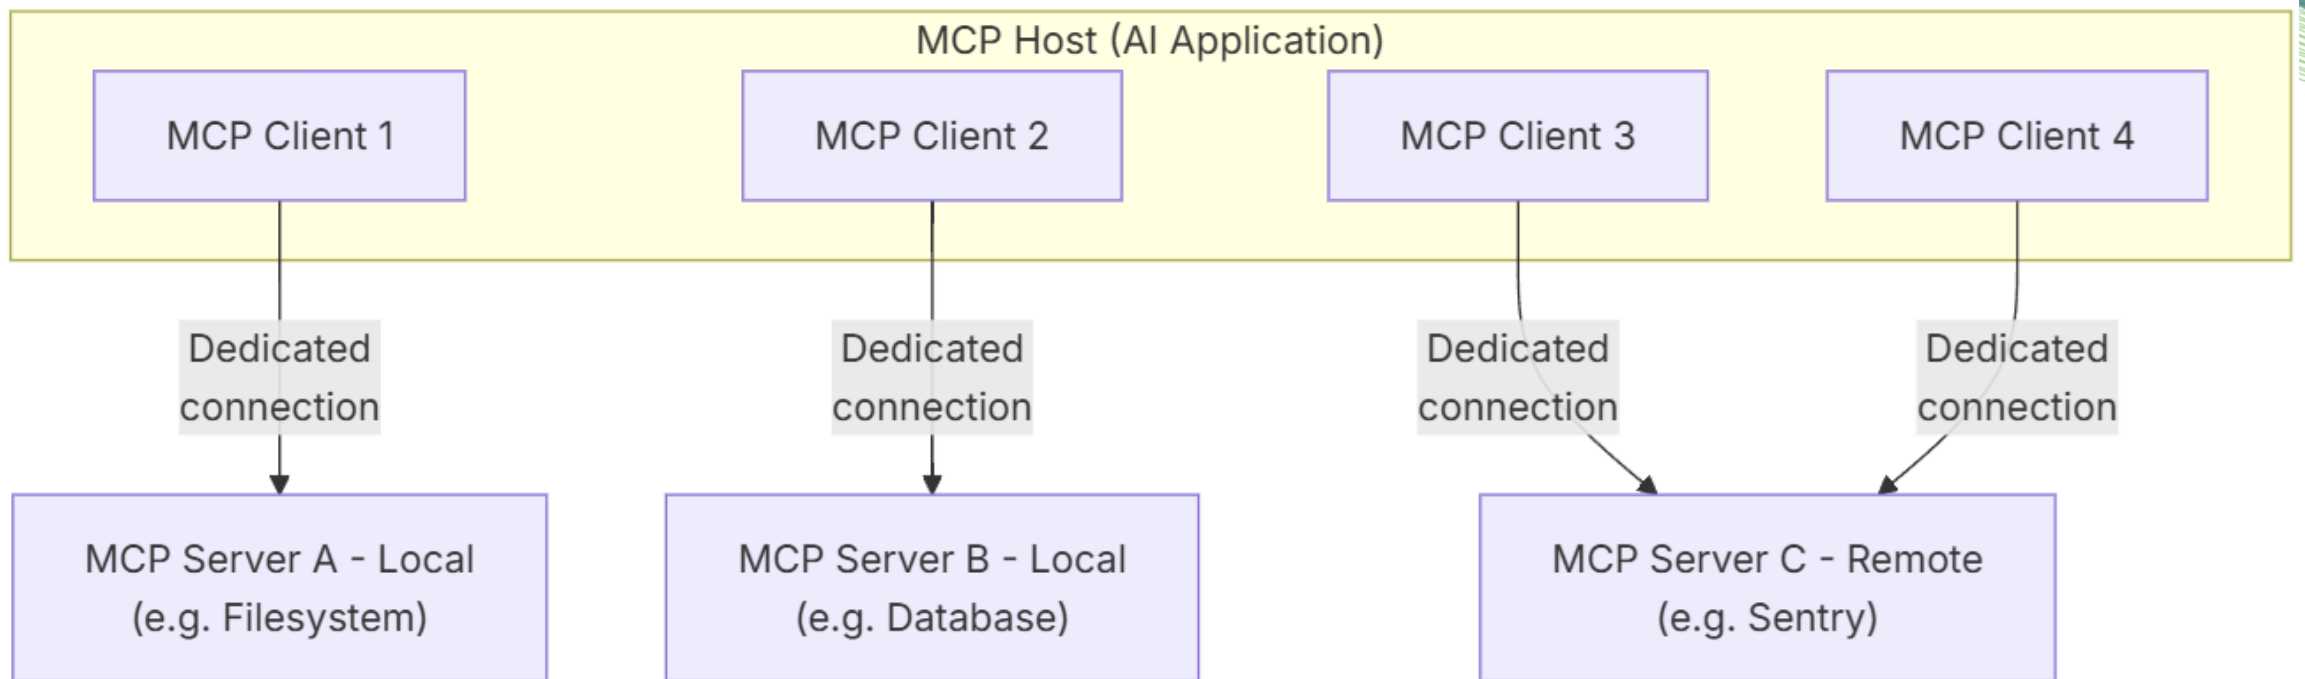 MCP Host (AI Application)
MCP Client 1
MCP Client 2
MCP Client 3
MCP Client 4
Dedicated
connection
Dedicated
connection
Dedicated
connection
Dedicated
connection
MCP Server A - Local
(e.g. Filesystem)
MCP Server B - Local
(e.g. Database)
MCP Server C - Remote
(e.g. Sentry)